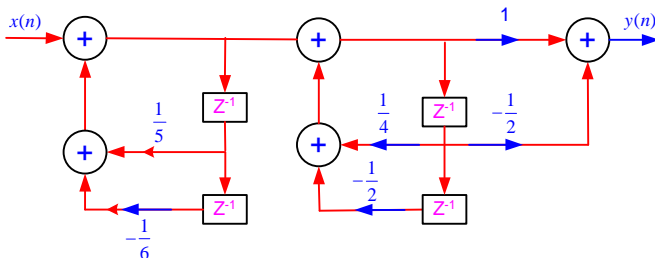 x(n)
+
+
1
+
y(n)
Z⁻¹
Z⁻¹
1/5
1/4
-1/2
+
+
-1/2
Z⁻¹
Z⁻¹
-1/6